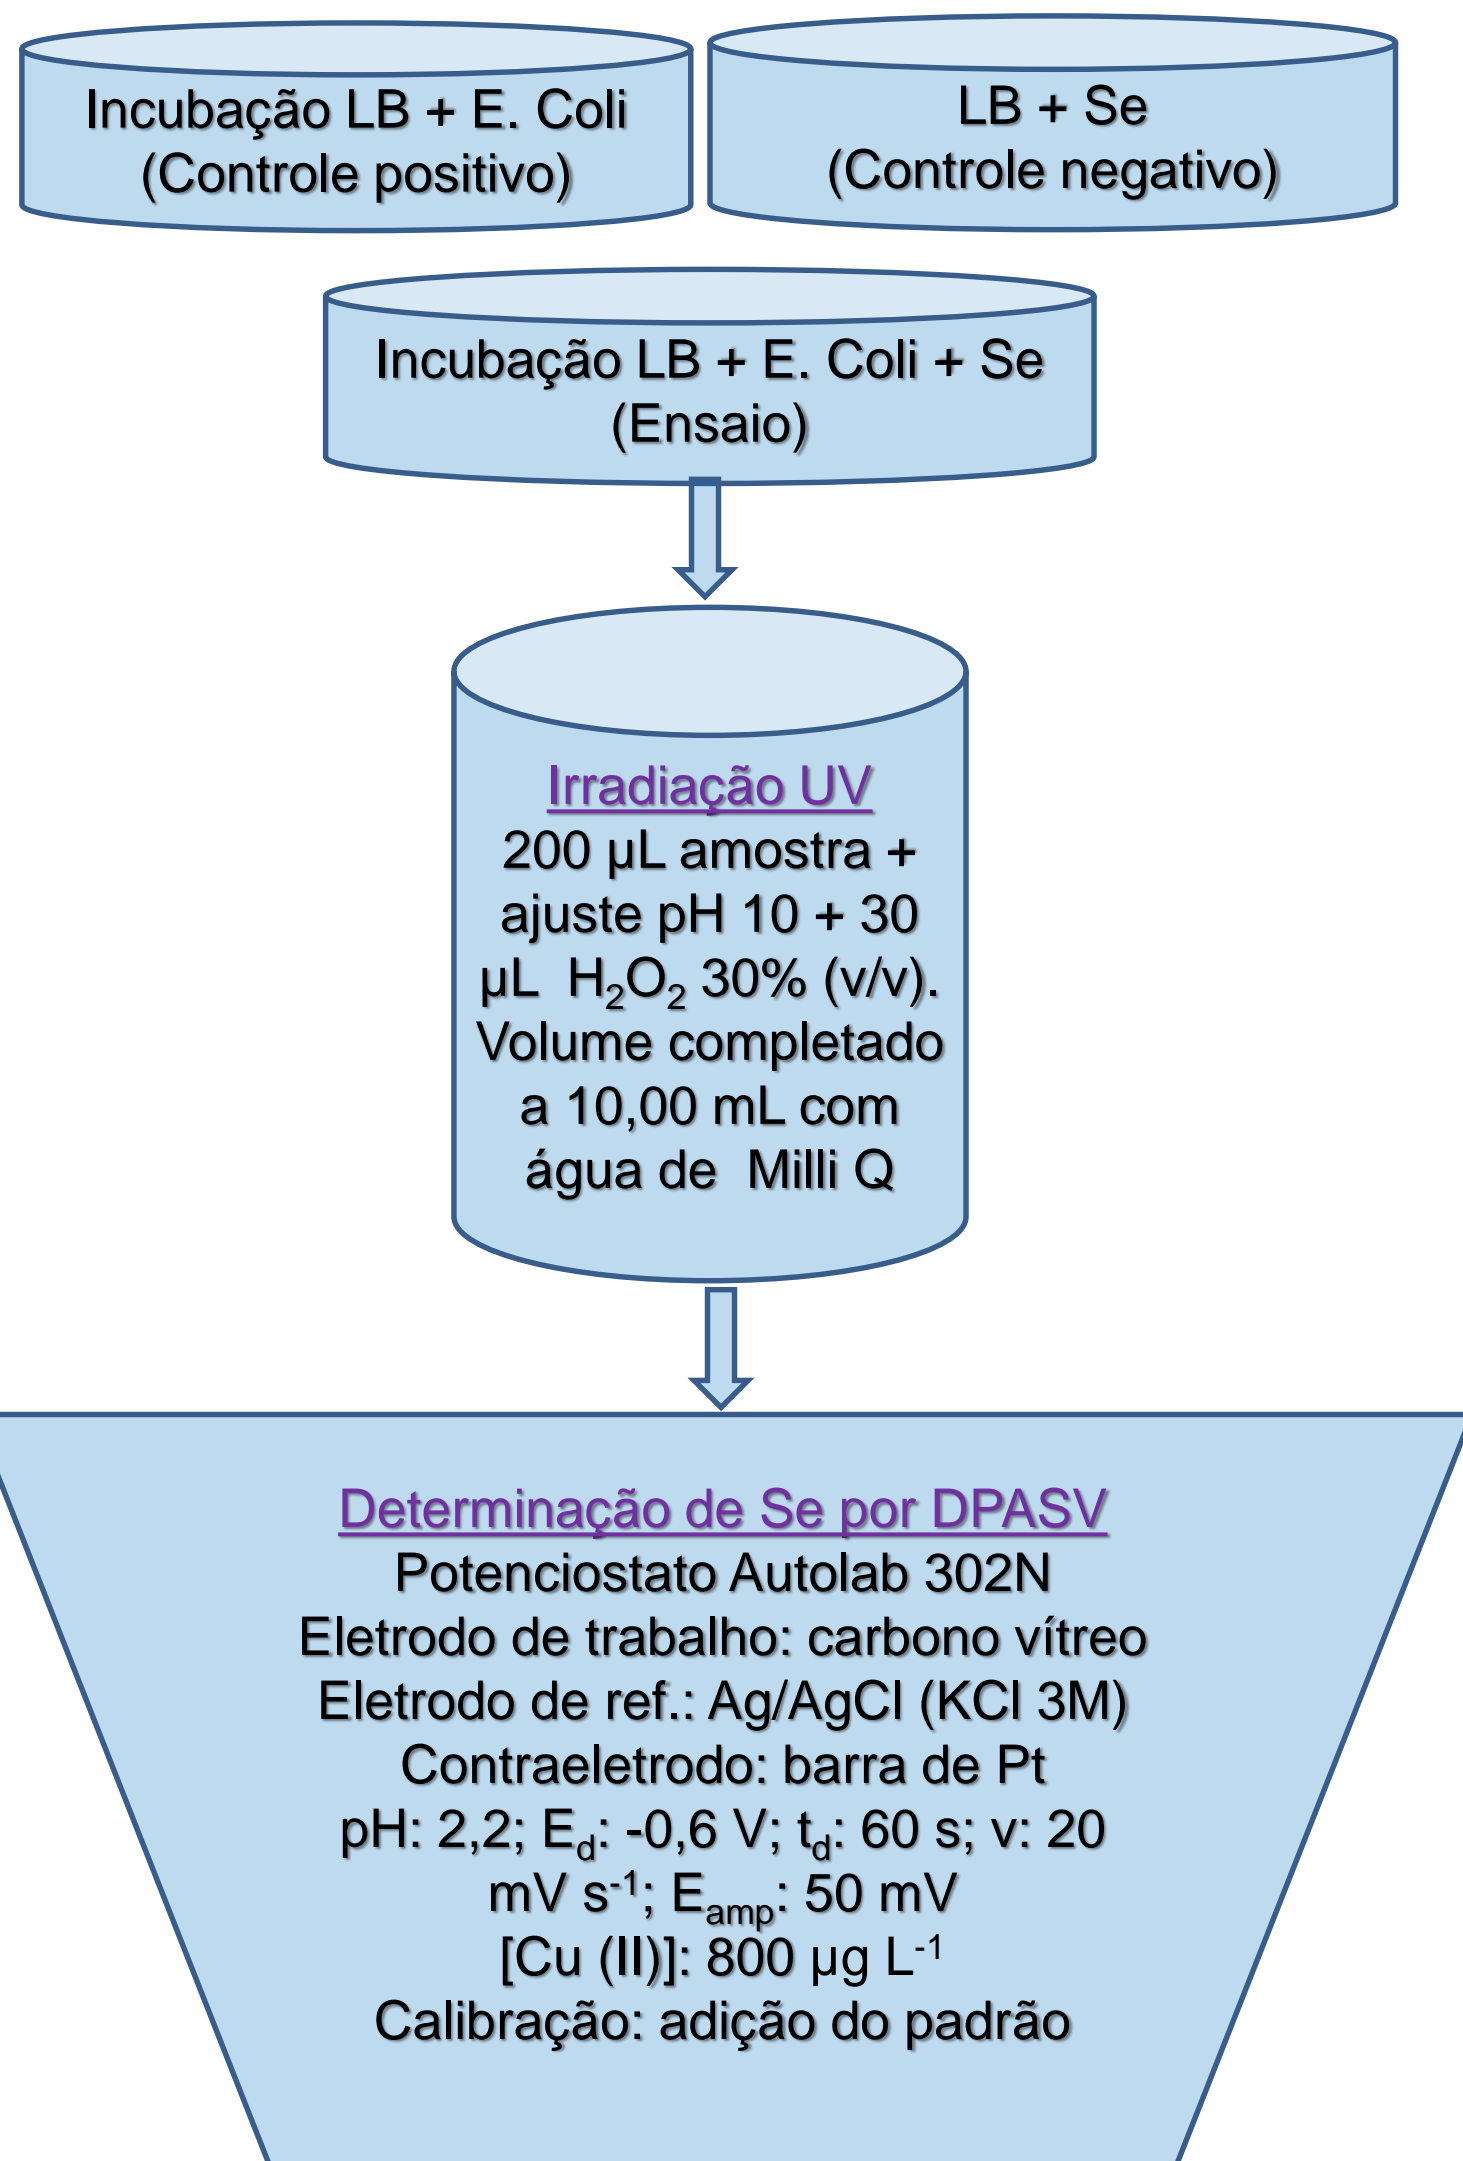 Incubação LB + E. Coli
(Controle positivo)
LB + Se
(Controle negativo)
Incubação LB + E. Coli + Se
(Ensaio)
Irradiação UV
200 µL amostra +
ajuste pH 10 + 30
µL  H₂O₂ 30% (v/v).
Volume completado
a 10,00 mL com
água de  Milli Q
Determinação de Se por DPASV
Potenciostato Autolab 302N
Eletrodo de trabalho: carbono vítreo
Eletrodo de ref.: Ag/AgCl (KCl 3M)
Contraeletrodo: barra de Pt
pH: 2,2; E_d: -0,6 V; t_d: 60 s; v: 20
mV s⁻¹; E_amp: 50 mV
[Cu (II)]: 800 µg L⁻¹
Calibração: adição do padrão